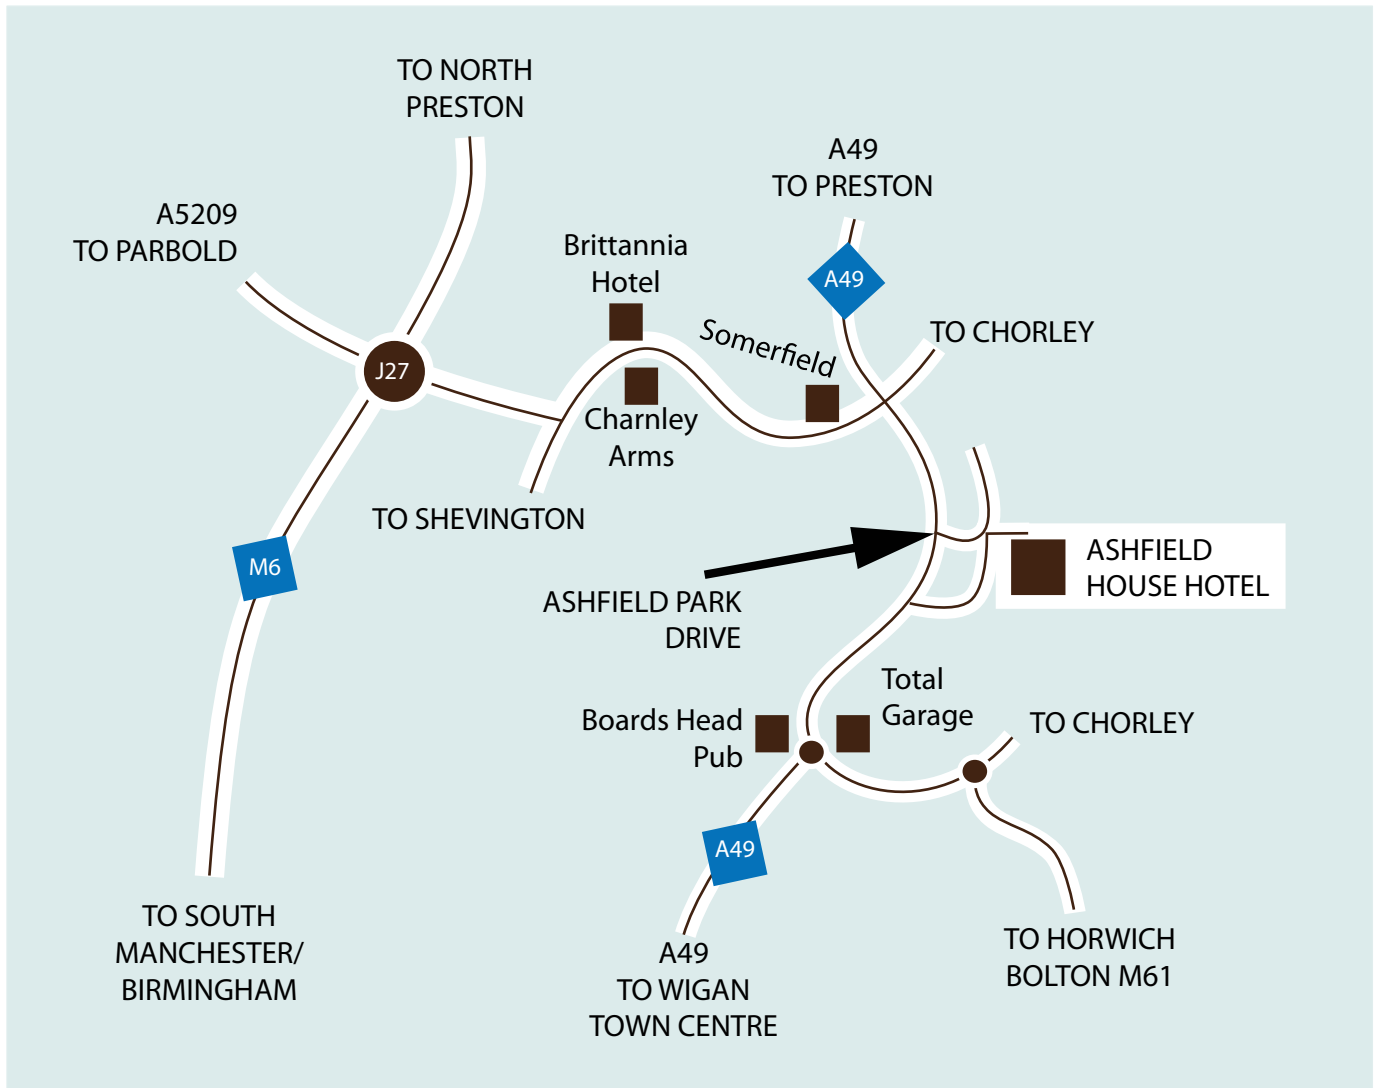 TO NORTH
PRESTON
A49
TO PRESTON
A5209
TO PARBOLD
Brittannia
Hotel
A49
Somerfield
TO CHORLEY
J27
Charnley
Arms
TO SHEVINGTON
M6
ASHFIELD
HOUSE HOTEL
ASHFIELD PARK
DRIVE
Total
Garage
Boards Head
Pub
TO CHORLEY
A49
TO SOUTH
MANCHESTER/
BIRMINGHAM
A49
TO WIGAN
TOWN CENTRE
TO HORWICH
BOLTON M61